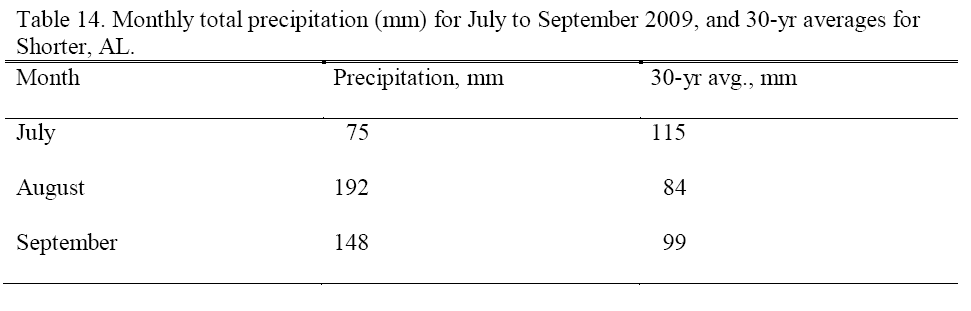 Table 14. Monthly total precipitation (mm) for July to September 2009, and 30-yr averages for
Shorter, AL.
Month Precipitation, mm 30-yr avg., mm
July 75 115
August 192 84
September 148 99